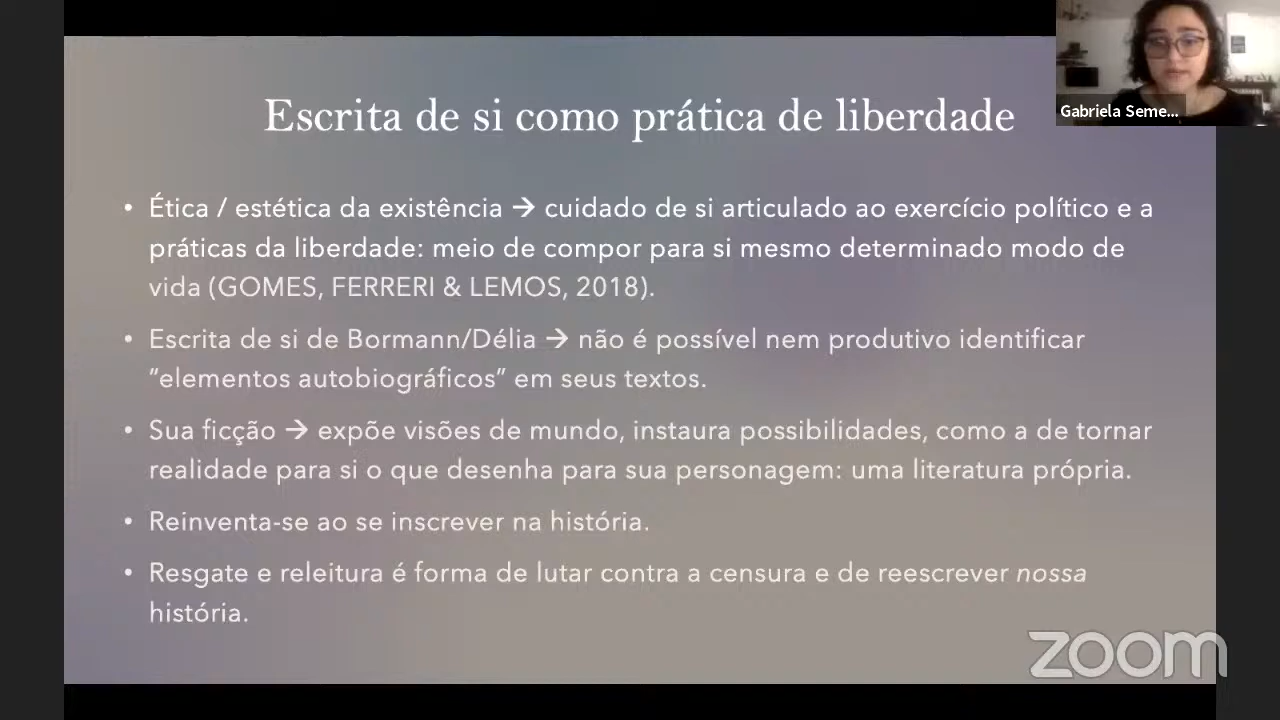 Escrita de si como prática de liberdade
Gabriela Seme...
• Ética / estética da existência → cuidado de si articulado ao exercício político e a
práticas da liberdade: meio de compor para si mesmo determinado modo de
vida (GOMES, FERRERI & LEMOS, 2018).
• Escrita de si de Bormann/Délia → não é possível nem produtivo identificar
“elementos autobiográficos” em seus textos.
• Sua ficção → expõe visões de mundo, instaura possibilidades, como a de tornar
realidade para si o que desenha para sua personagem: uma literatura própria.
• Reinventa-se ao se inscrever na história.
• Resgate e releitura é forma de lutar contra a censura e de reescrever nossa
história.
zoom